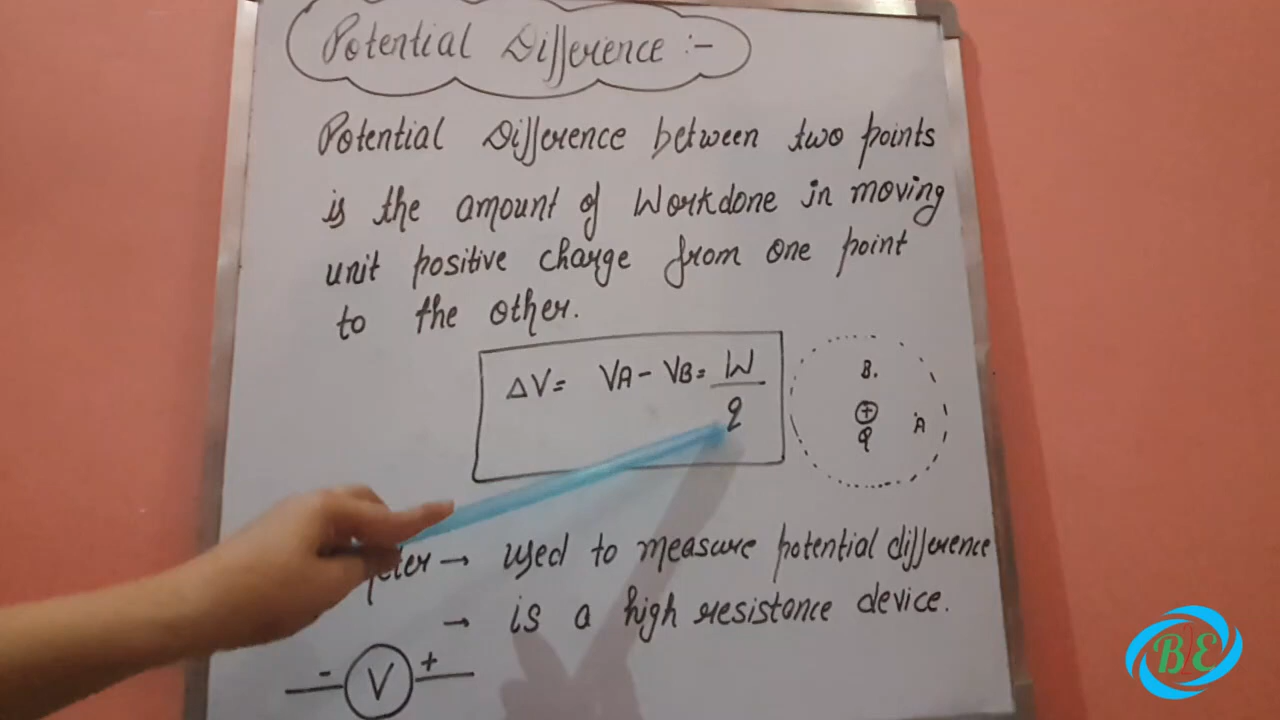 Potential Difference :-
Potential Difference between two points
is the amount of Workdone in moving
unit positive charge from one point
to the other.
ΔV = VA - VB = W/q
B.
+
q
A
meter → used to measure potential difference
→ is a high resistance device.
- V +
BE